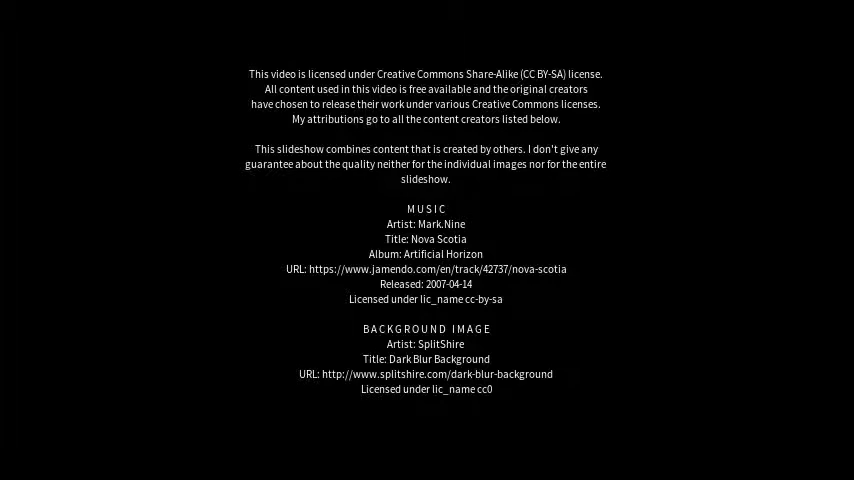 This video is licensed under Creative Commons Share-Alike (CC BY-SA) license.
All content used in this video is free available and the original creators
have chosen to release their work under various Creative Commons licenses.
My attributions go to all the content creators listed below.
This slideshow combines content that is created by others. I don't give any
guarantee about the quality neither for the individual images nor for the entire
slideshow.
MUSIC
Artist: Mark.Nine
Title: Nova Scotia
Album: Artificial Horizon
URL: https://www.jamendo.com/en/track/42737/nova-scotia
Released: 2007-04-14
Licensed under lic_name cc-by-sa
BACKGROUND IMAGE
Artist: SplitShire
Title: Dark Blur Background
URL: http://www.splitshire.com/dark-blur-background
Licensed under lic_name cc0